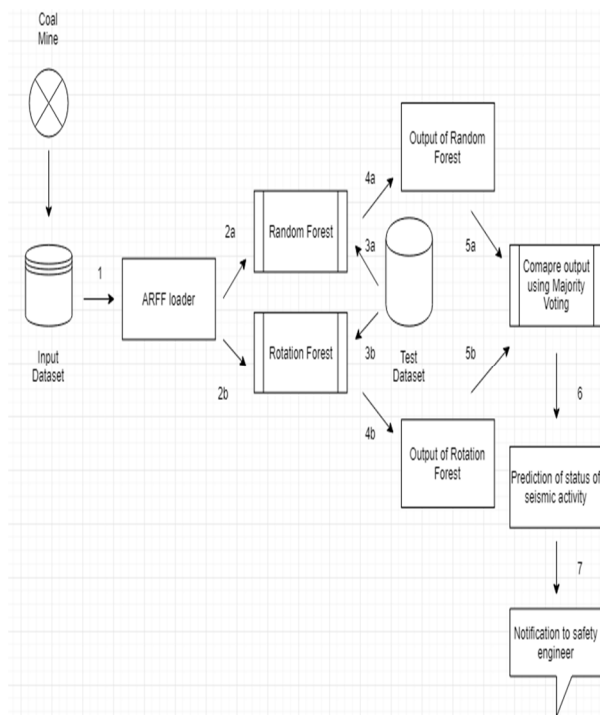 Coal
Mine
Input
Dataset
1
ARFF loader
2a
2b
Random Forest
Rotation Forest
3a
3b
Test
Dataset
4a
4b
Output of Random
Forest
Output of Rotation
Forest
5a
5b
Comapre output
using Majority
Voting
6
Prediction of status of
seismic activity
7
Notification to safety
engineer